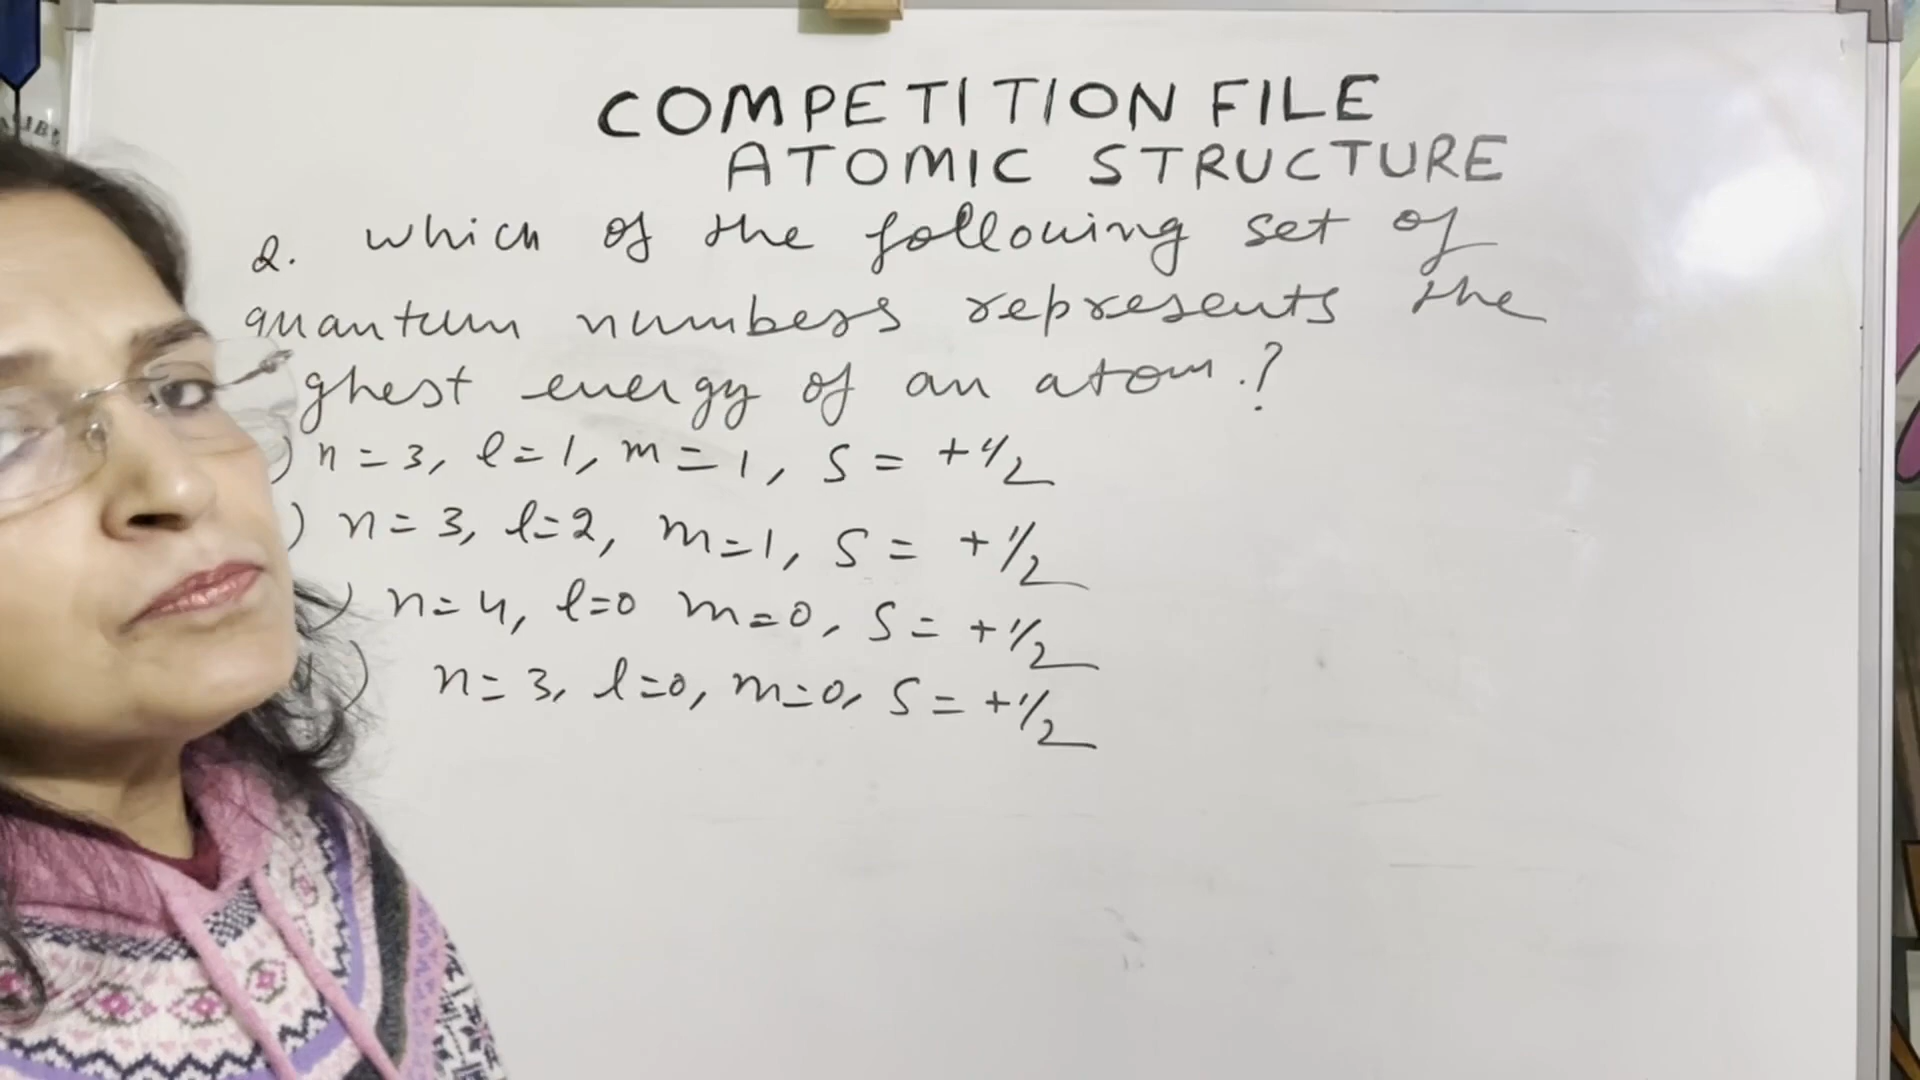 COMPETITION FILE
ATOMIC STRUCTURE
Q. which of the following set of
quantum numbers represents the
ghest energy of an atom.?
) n = 3, l = 1, m = 1, S = +1/2
) n = 3, l = 2, m = 1, S = +1/2
) n = 4, l = 0 m = 0, S = +1/2
) n = 3, l = 0, m = 0, S = +1/2